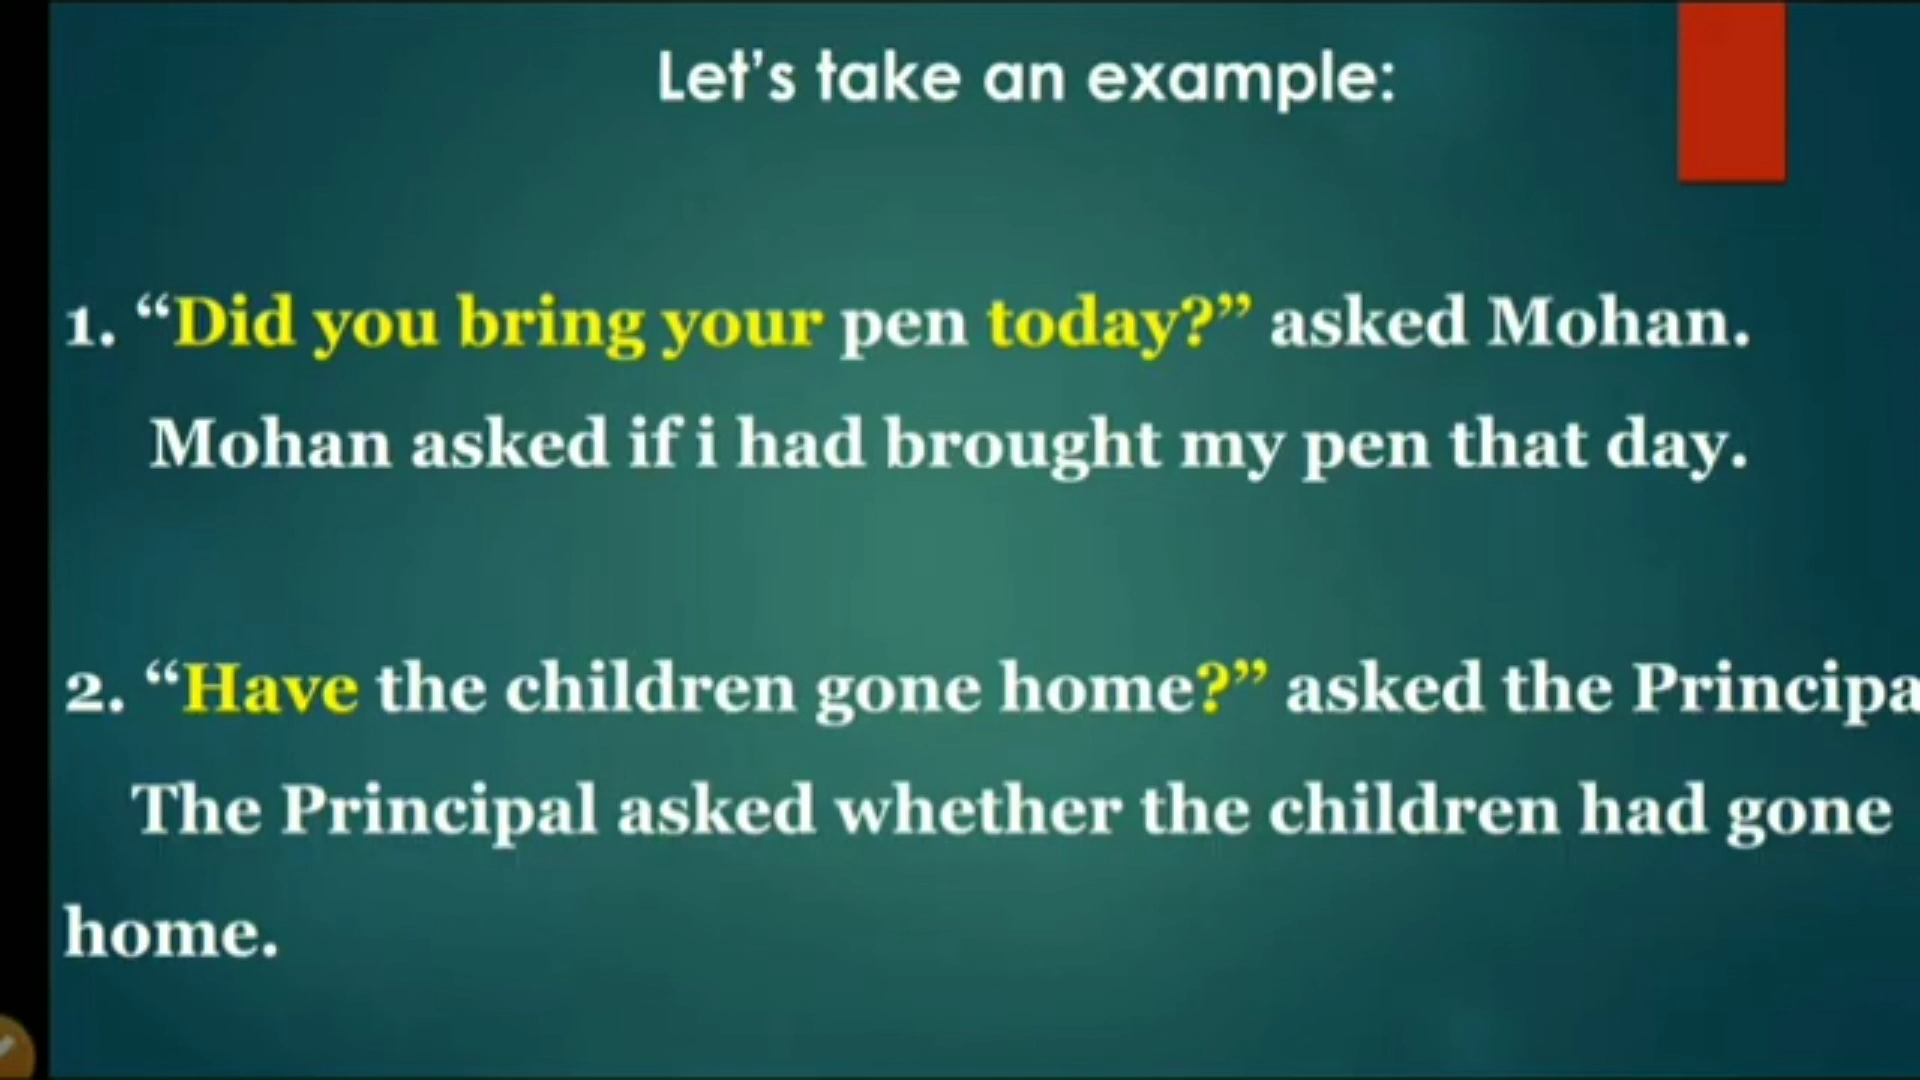 Let’s take an example:
1. “Did you bring your pen today?” asked Mohan.
Mohan asked if i had brought my pen that day.
2. “Have the children gone home?” asked the Principa
The Principal asked whether the children had gone
home.